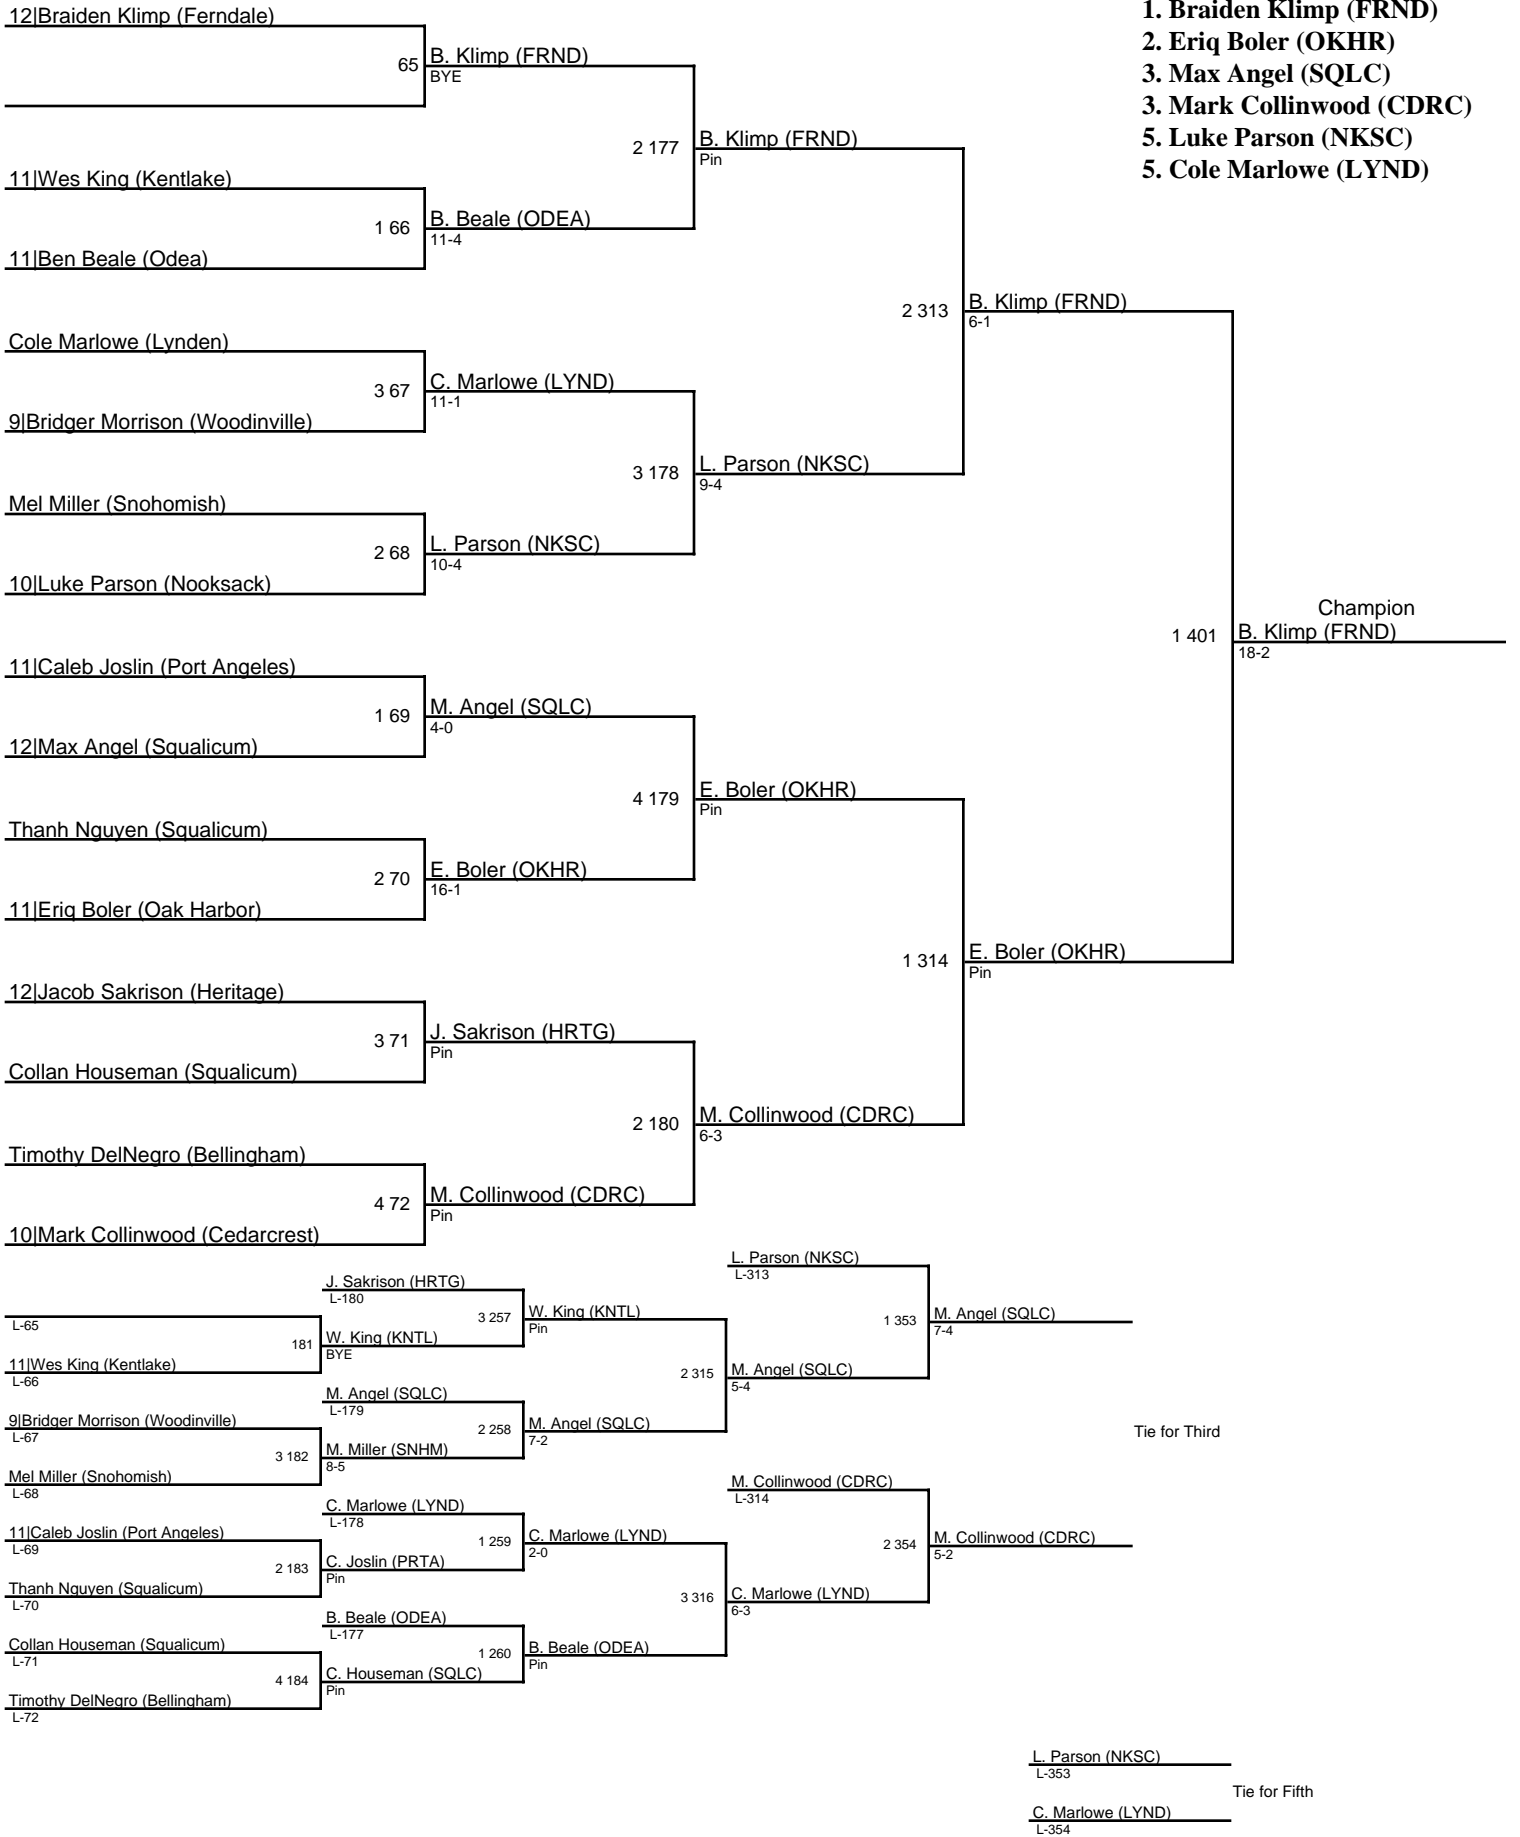 1. Braiden Klimp (FRND)
2. Eriq Boler (OKHR)
3. Max Angel (SQLC)
3. Mark Collinwood (CDRC)
5. Luke Parson (NKSC)
5. Cole Marlowe (LYND)
12|Braiden Klimp (Ferndale)
65
B. Klimp (FRND)
BYE
2 177
B. Klimp (FRND)
Pin
11|Wes King (Kentlake)
1 66
B. Beale (ODEA)
11-4
11|Ben Beale (Odea)
2 313
B. Klimp (FRND)
6-1
Cole Marlowe (Lynden)
3 67
C. Marlowe (LYND)
11-1
9|Bridger Morrison (Woodinville)
3 178
L. Parson (NKSC)
9-4
Mel Miller (Snohomish)
2 68
L. Parson (NKSC)
10-4
10|Luke Parson (Nooksack)
Champion
1 401
B. Klimp (FRND)
18-2
11|Caleb Joslin (Port Angeles)
1 69
M. Angel (SQLC)
4-0
12|Max Angel (Squalicum)
4 179
E. Boler (OKHR)
Pin
Thanh Nguyen (Squalicum)
2 70
E. Boler (OKHR)
16-1
11|Eriq Boler (Oak Harbor)
1 314
E. Boler (OKHR)
Pin
12|Jacob Sakrison (Heritage)
3 71
J. Sakrison (HRTG)
Pin
Collan Houseman (Squalicum)
2 180
M. Collinwood (CDRC)
6-3
Timothy DelNegro (Bellingham)
4 72
M. Collinwood (CDRC)
Pin
10|Mark Collinwood (Cedarcrest)
L. Parson (NKSC)
L-313
J. Sakrison (HRTG)
L-180
3 257
W. King (KNTL)
Pin
1 353
M. Angel (SQLC)
7-4
L-65
181
W. King (KNTL)
BYE
11|Wes King (Kentlake)
L-66
2 315
M. Angel (SQLC)
5-4
M. Angel (SQLC)
L-179
2 258
M. Angel (SQLC)
7-2
Tie for Third
9|Bridger Morrison (Woodinville)
L-67
3 182
M. Miller (SNHM)
8-5
Mel Miller (Snohomish)
L-68
M. Collinwood (CDRC)
L-314
C. Marlowe (LYND)
L-178
1 259
C. Marlowe (LYND)
2-0
2 354
M. Collinwood (CDRC)
5-2
11|Caleb Joslin (Port Angeles)
L-69
2 183
C. Joslin (PRTA)
Pin
Thanh Nguyen (Squalicum)
L-70
3 316
C. Marlowe (LYND)
6-3
B. Beale (ODEA)
L-177
1 260
B. Beale (ODEA)
Pin
Collan Houseman (Squalicum)
L-71
4 184
C. Houseman (SQLC)
Pin
Timothy DelNegro (Bellingham)
L-72
L. Parson (NKSC)
L-353
Tie for Fifth
C. Marlowe (LYND)
L-354